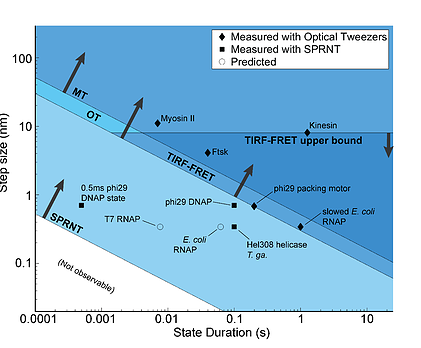 Measured with Optical Tweezers
Measured with SPRNT
Predicted
Step size (nm)
100
10
1
0.1
MT
OT
TIRF-FRET
SPRNT
Myosin II
Kinesin
TIRF-FRET upper bound
Ftsk
0.5ms phi29
DNAP state
phi29 DNAP
phi29 packing motor
T7 RNAP
E. coli
RNAP
slowed E. coli
RNAP
Hel308 helicase
T. ga.
(Not observable)
0.0001
0.001
0.01
0.1
1
10
State Duration (s)